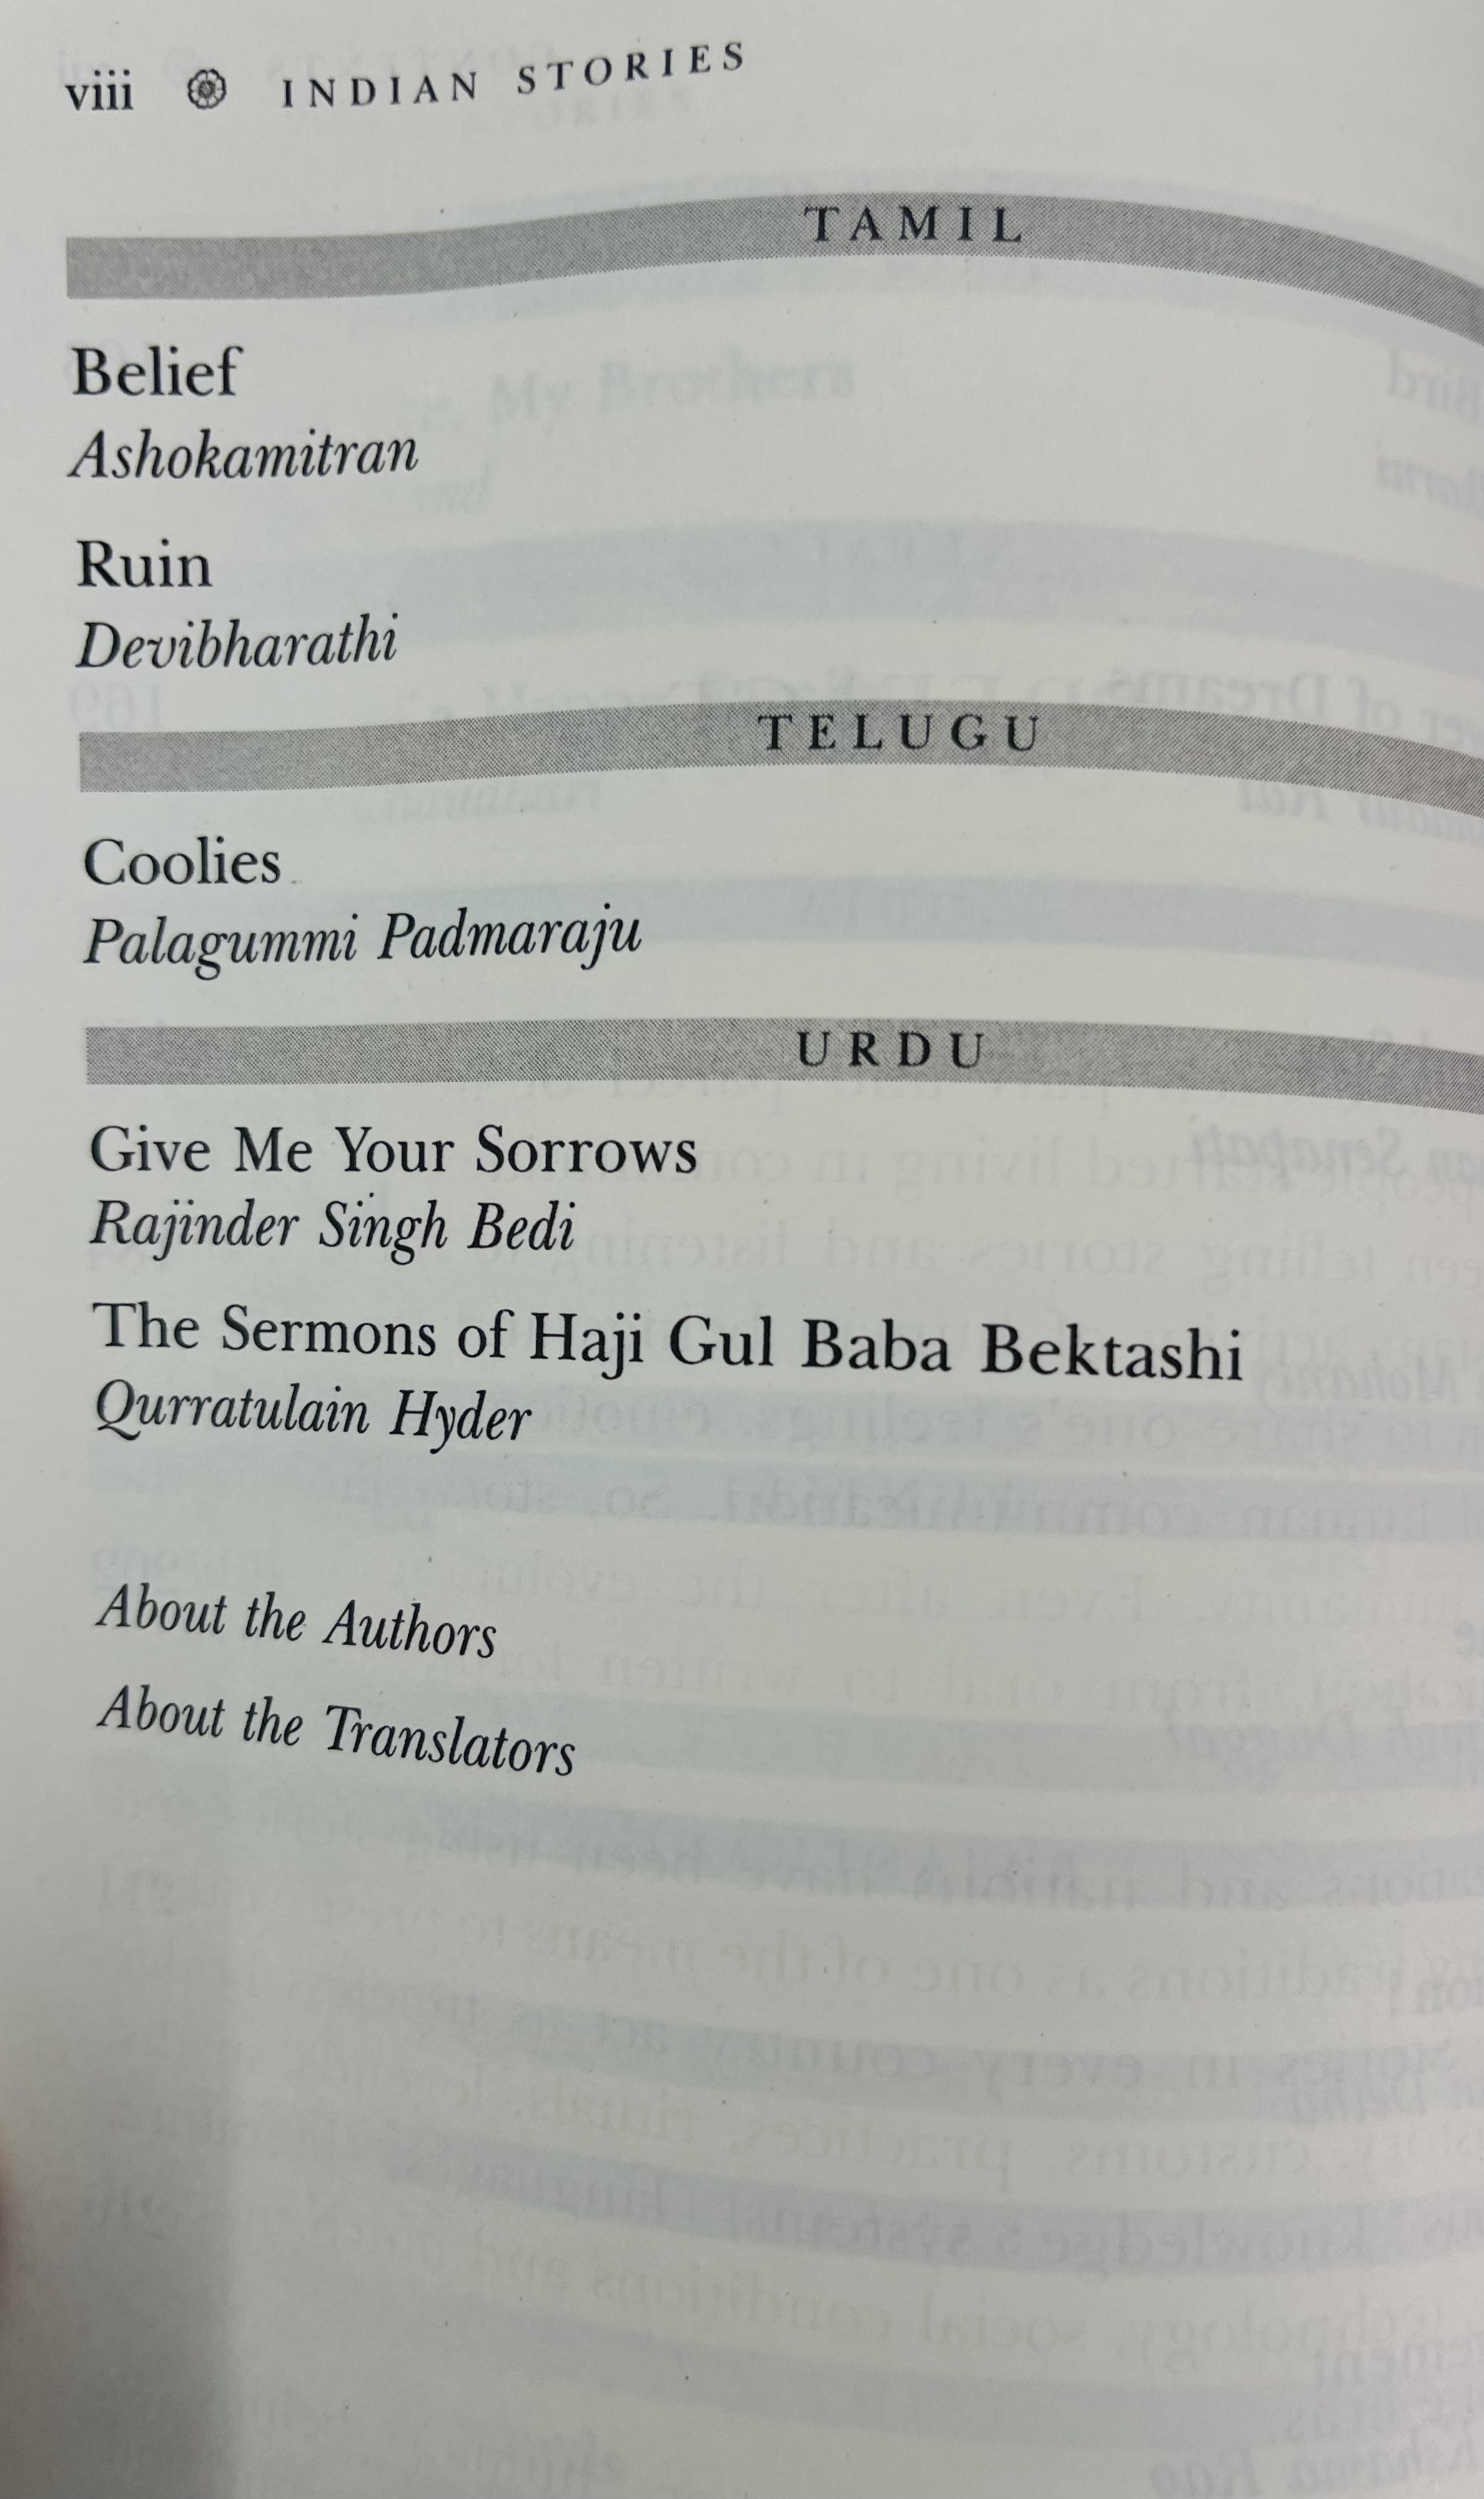 viii INDIAN STORIES
TAMIL
Belief
Ashokamitran
Ruin
Devibharathi
TELUGU
Coolies
Palagummi Padmaraju
URDU
Give Me Your Sorrows
Rajinder Singh Bedi
The Sermons of Haji Gul Baba Bektashi
Qurratulain Hyder
About the Authors
About the Translators